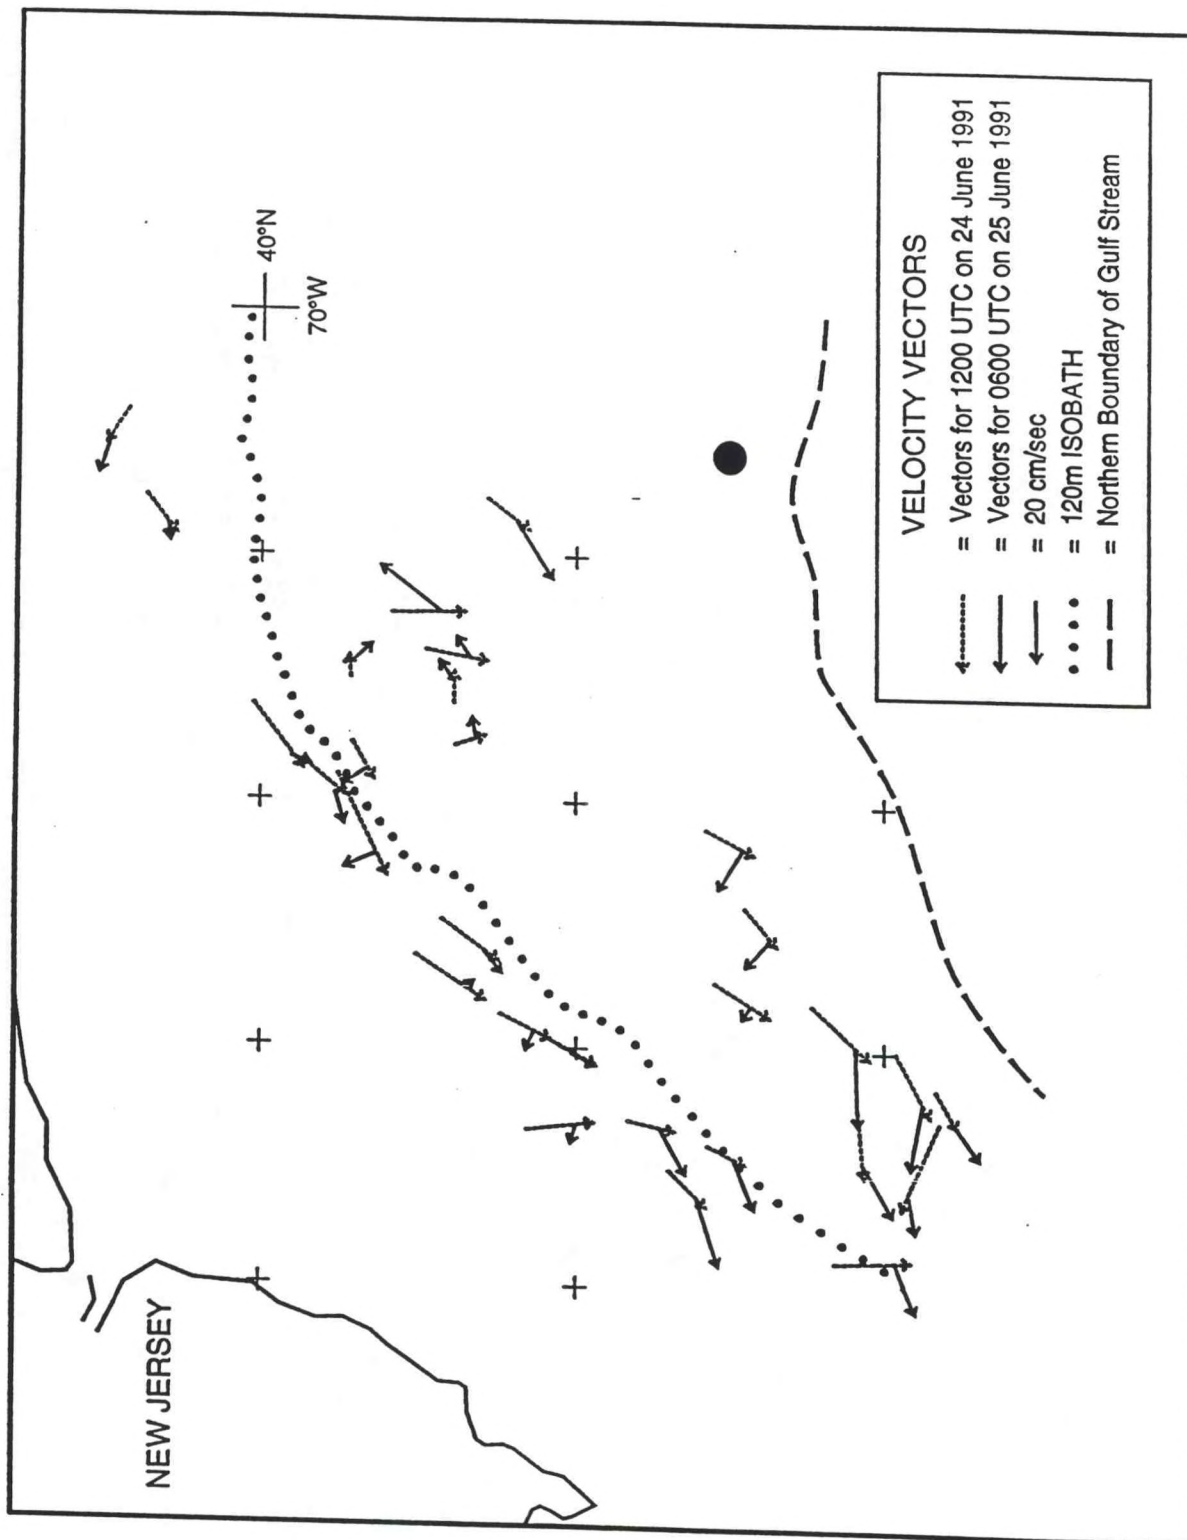 NEW JERSEY
40°N
70°W
VELOCITY VECTORS
= Vectors for 1200 UTC on 24 June 1991
= Vectors for 0600 UTC on 25 June 1991
= 20 cm/sec
= 120m ISOBATH
= Northern Boundary of Gulf Stream